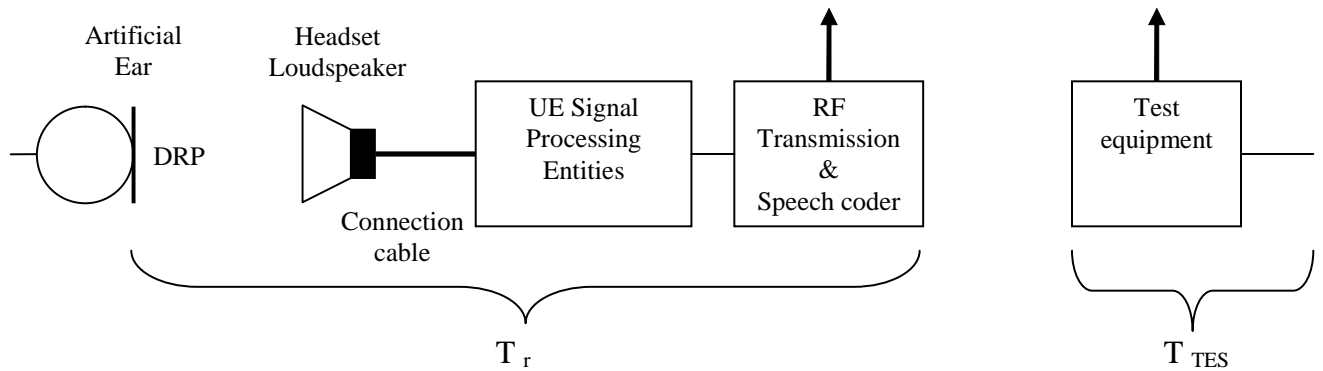 Artificial
Ear
DRP
Headset
Loudspeaker
Connection
cable
UE Signal
Processing
Entities
RF
Transmission
&
Speech coder
Test
equipment
T r
T TES